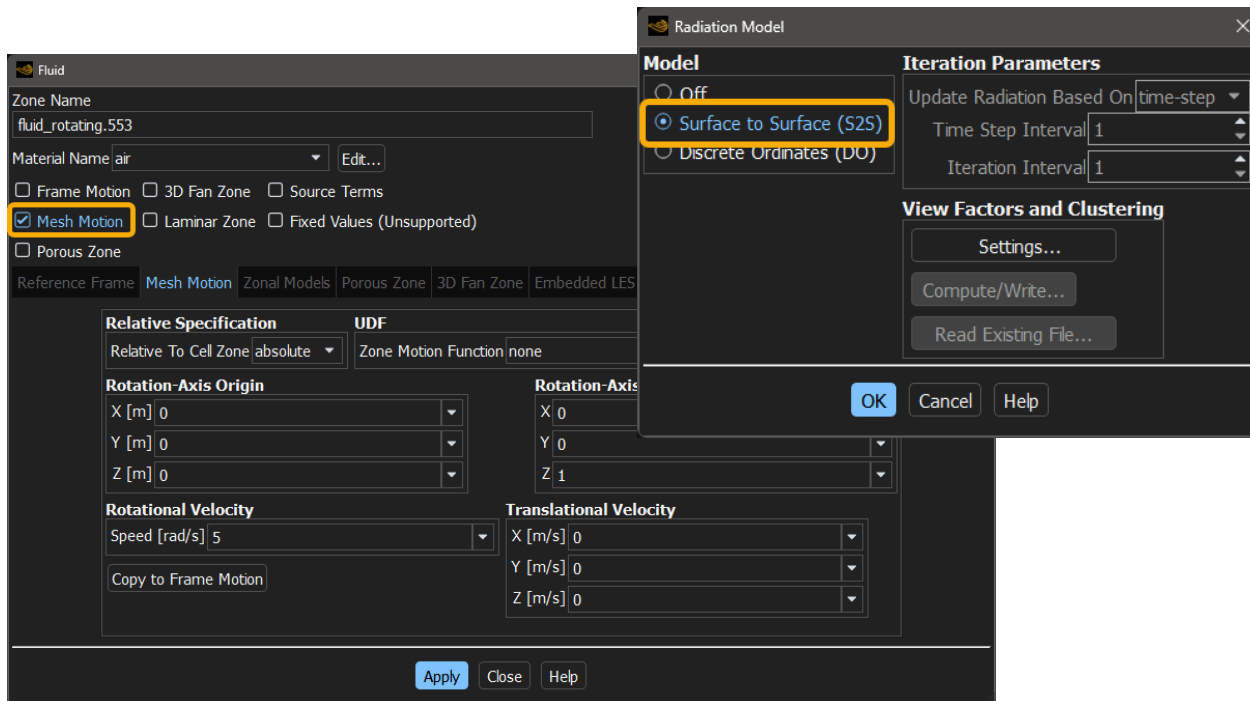 Fluid
Zone Name
fluid_rotating.553
Material Name air Edit...
Frame Motion 3D Fan Zone Source Terms
Mesh Motion Laminar Zone Fixed Values (Unsupported)
Porous Zone
Reference Frame Mesh Motion Zonal Models Porous Zone 3D Fan Zone Embedded LES
Relative Specification UDF
Relative To Cell Zone absolute Zone Motion Function none
Rotation-Axis Origin Rotation-Axis
X [m] 0 X 0
Y [m] 0 Y 0
Z [m] 0 Z 1
Rotational Velocity Translational Velocity
Speed [rad/s] 5 X [m/s] 0
Copy to Frame Motion Y [m/s] 0
Z [m/s] 0
Apply Close Help
Radiation Model
Model Iteration Parameters
Off Update Radiation Based On time-step
Surface to Surface (S2S) Time Step Interval 1
Discrete Ordinates (DO) Iteration Interval 1
View Factors and Clustering
Settings...
Compute/Write...
Read Existing File...
OK Cancel Help